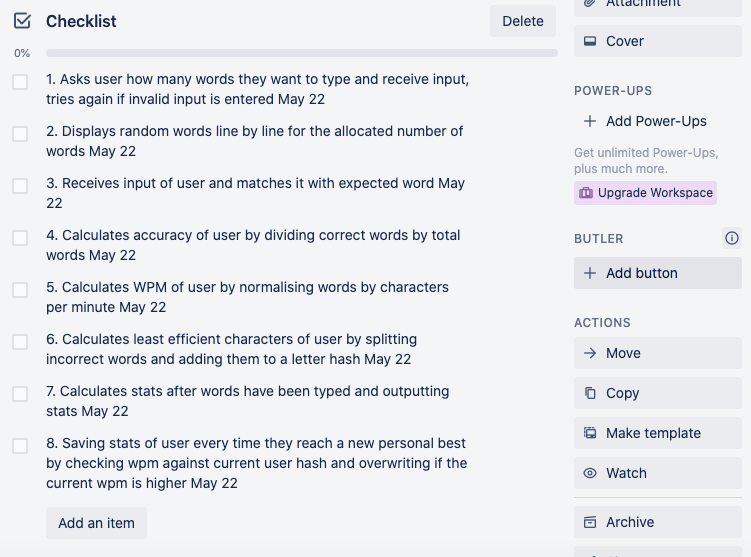 Checklist
Delete
0%
1. Asks user how many words they want to type and receive input,
tries again if invalid input is entered May 22
2. Displays random words line by line for the allocated number of
words May 22
3. Receives input of user and matches it with expected word May
22
4. Calculates accuracy of user by dividing correct words by total
words May 22
5. Calculates WPM of user by normalising words by characters
per minute May 22
6. Calculates least efficient characters of user by splitting
incorrect words and adding them to a letter hash May 22
7. Calculates stats after words have been typed and outputting
stats May 22
8. Saving stats of user every time they reach a new personal best
by checking wpm against current user hash and overwriting if the
current wpm is higher May 22
Add an item
Attachment
Cover
POWER-UPS
Add Power-Ups
Get unlimited Power-Ups,
plus much more.
Upgrade Workspace
BUTLER
Add button
ACTIONS
Move
Copy
Make template
Watch
Archive